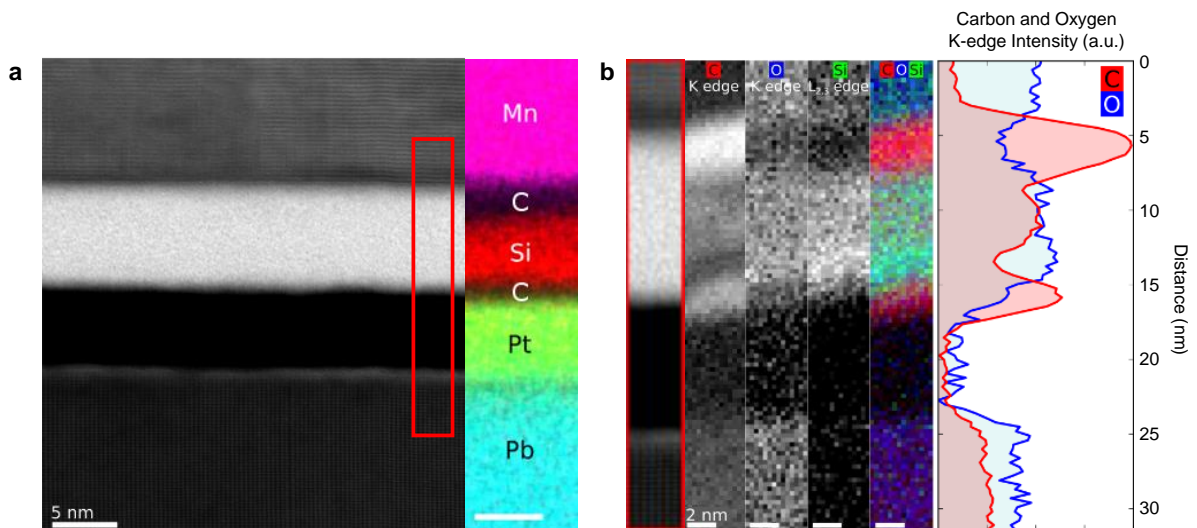 a
Mn
C
Si
C
Pt
Pb
5 nm
b
C
K edge
O
K edge
Si
L2,3 edge
C O Si
2 nm
Carbon and Oxygen
K-edge Intensity (a.u.)
C
O
0
5
10
15
20
25
30
Distance (nm)